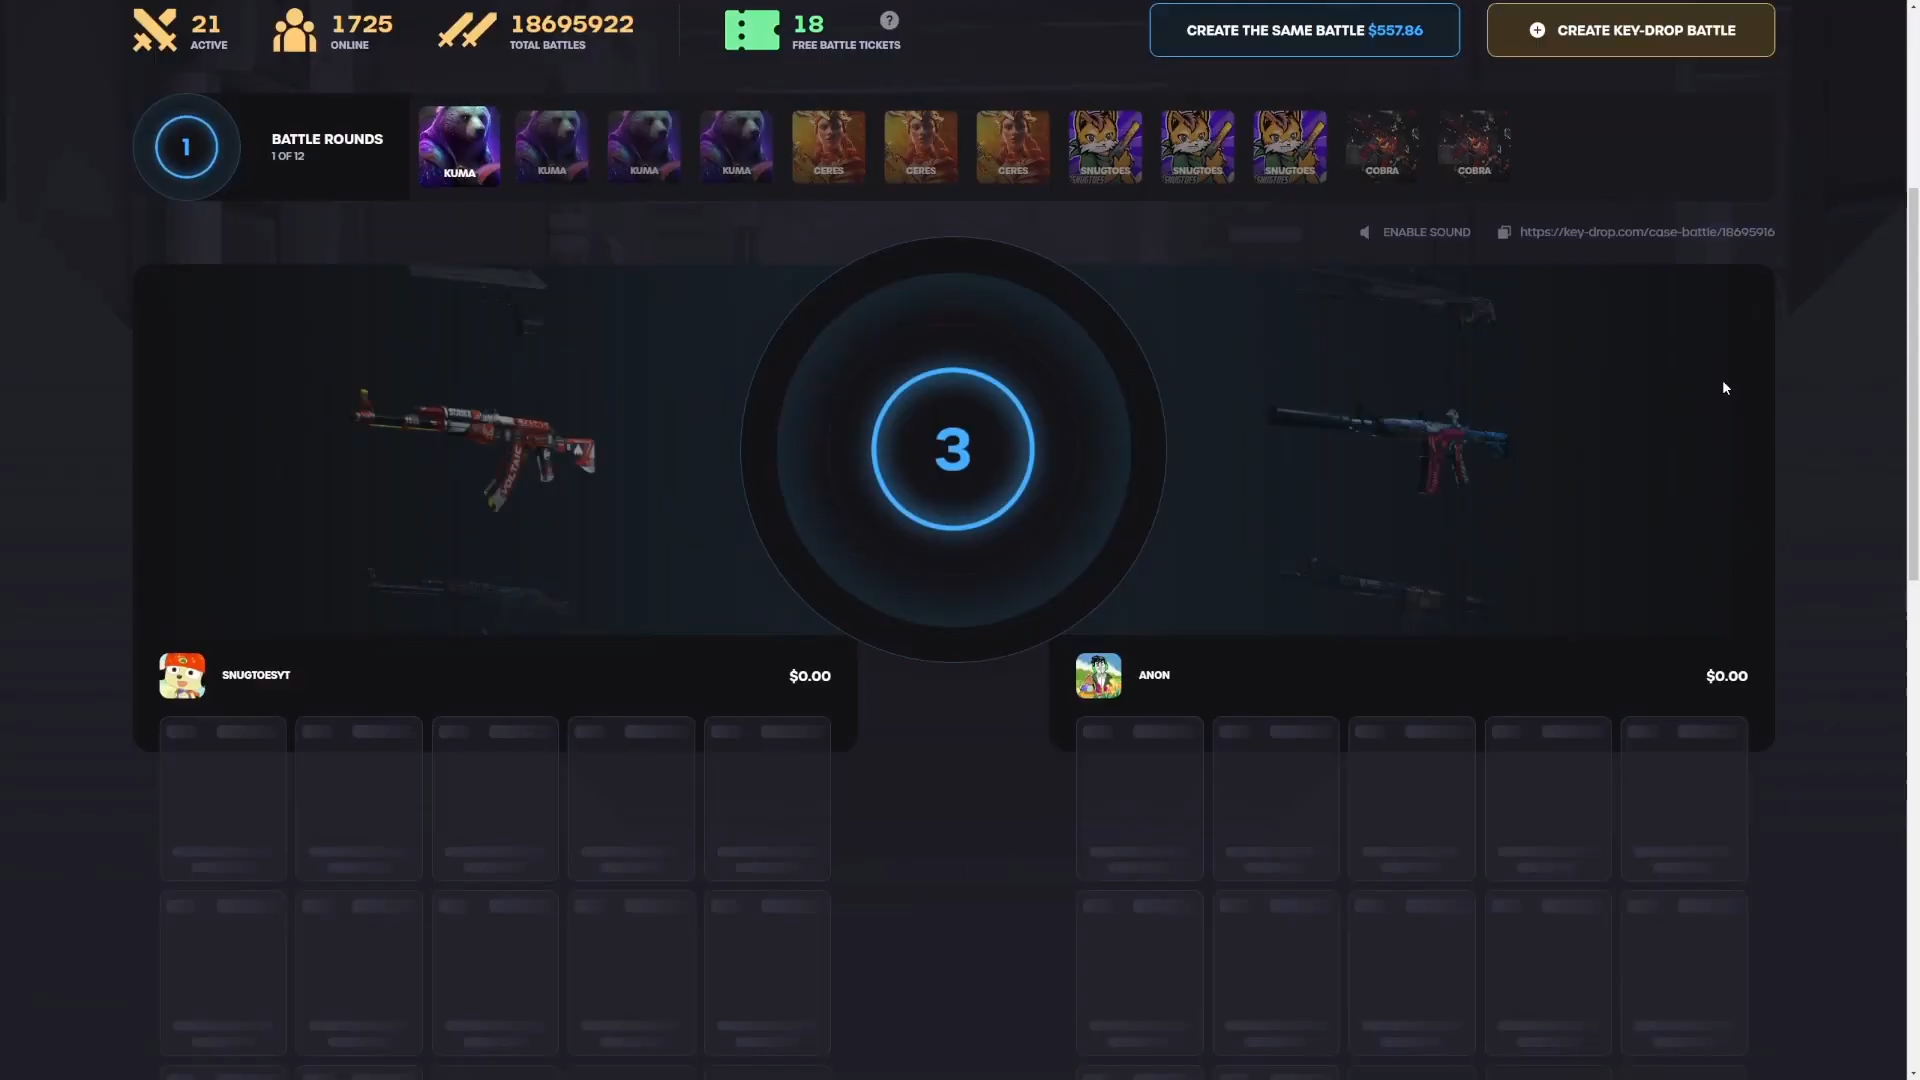 21
ACTIVE
1725
ONLINE
18695922
TOTAL BATTLES
18
FREE BATTLE TICKETS
?
CREATE THE SAME BATTLE $557.86
CREATE KEY-DROP BATTLE
1
BATTLE ROUNDS
1 OF 12
KUMA
KUMA
KUMA
KUMA
CERES
CERES
CERES
SNUGTOES
SNUGTOES
SNUGTOES
COBRA
COBRA
ENABLE SOUND
https://key-drop.com/case-battle/18695916
VOLTAIC
3
SNUGTOESYT
$0.00
ANON
$0.00